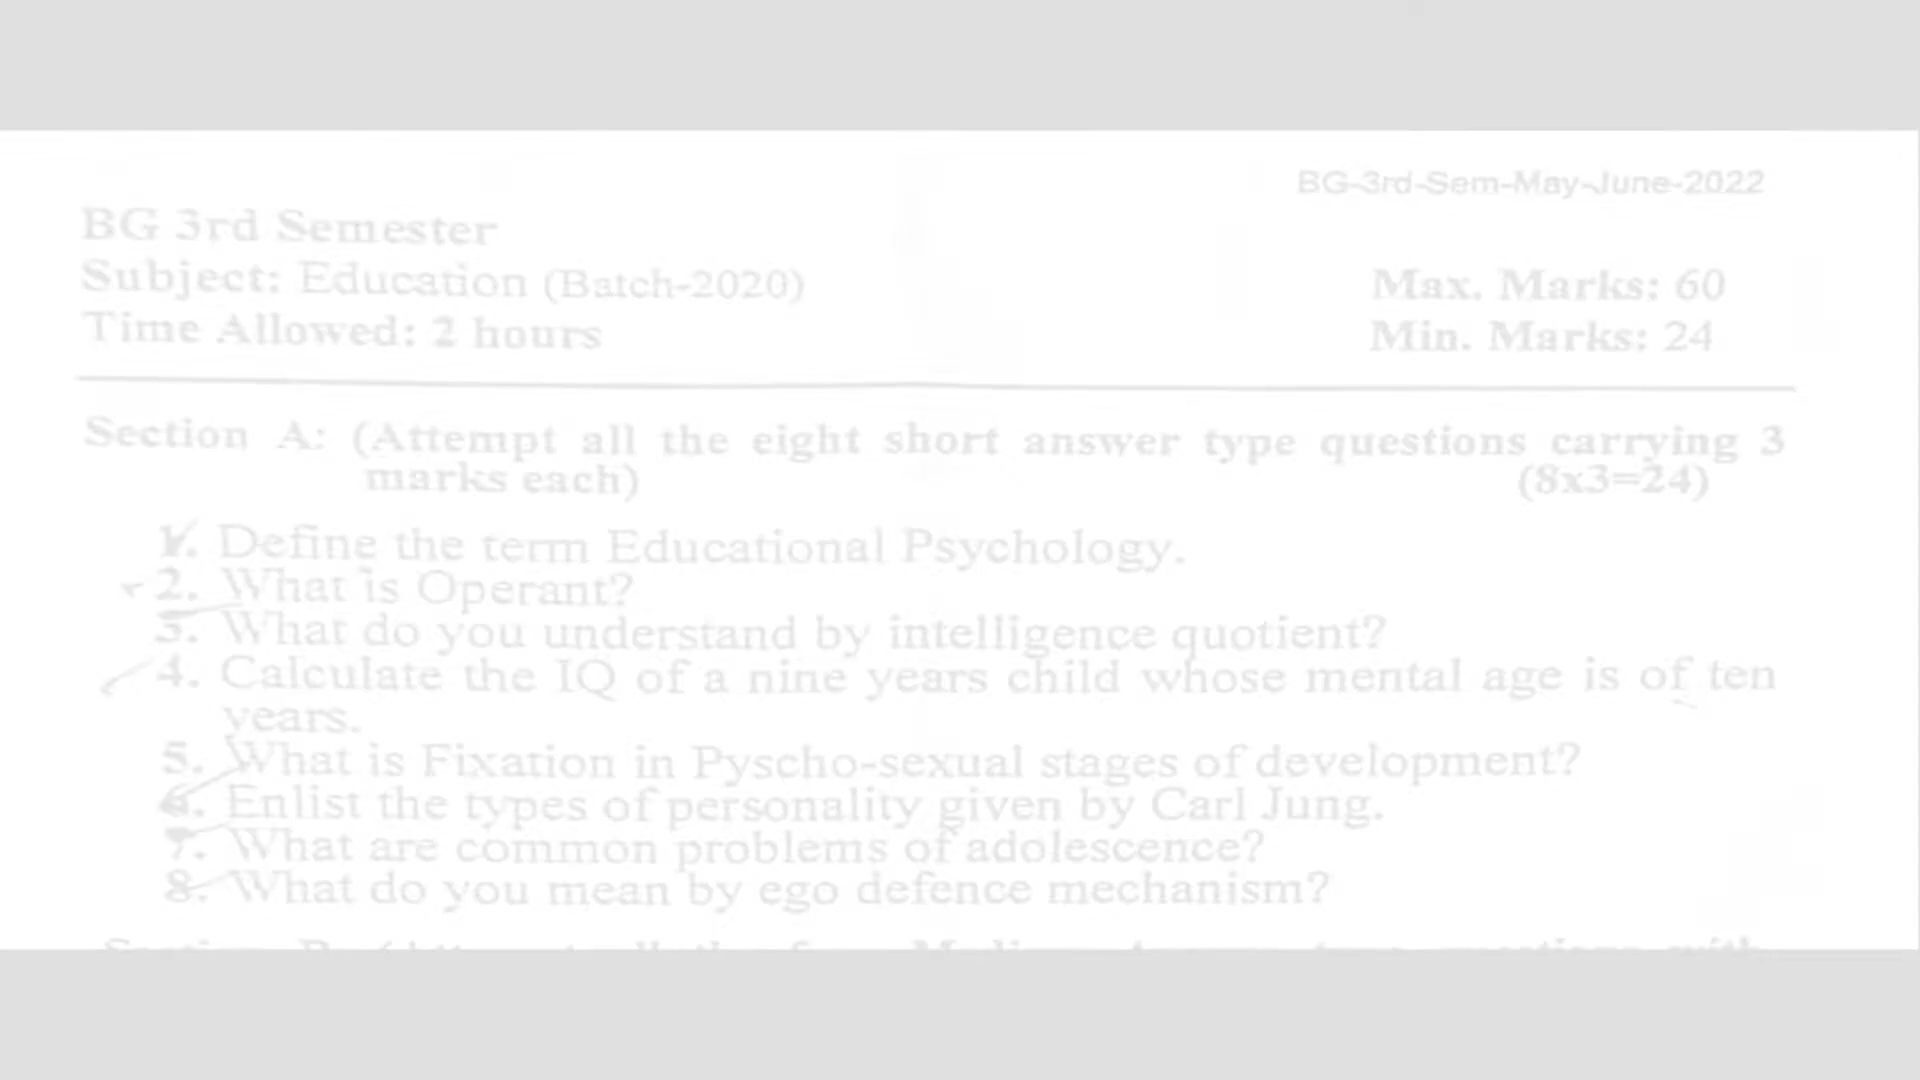 BG-3rd-Sem-May-June-2022
BG 3rd Semester
Subject: Education (Batch-2020)
Max. Marks: 60
Time Allowed: 2 hours
Min. Marks: 24
Section A: (Attempt all the eight short answer type questions carrying 3
marks each) (8x3=24)
1. Define the term Educational Psychology.
2. What is Operant?
3. What do you understand by intelligence quotient?
4. Calculate the IQ of a nine years child whose mental age is of ten
years.
5. What is Fixation in Pyscho-sexual stages of development?
6. Enlist the types of personality given by Carl Jung.
7. What are common problems of adolescence?
8. What do you mean by ego defence mechanism?